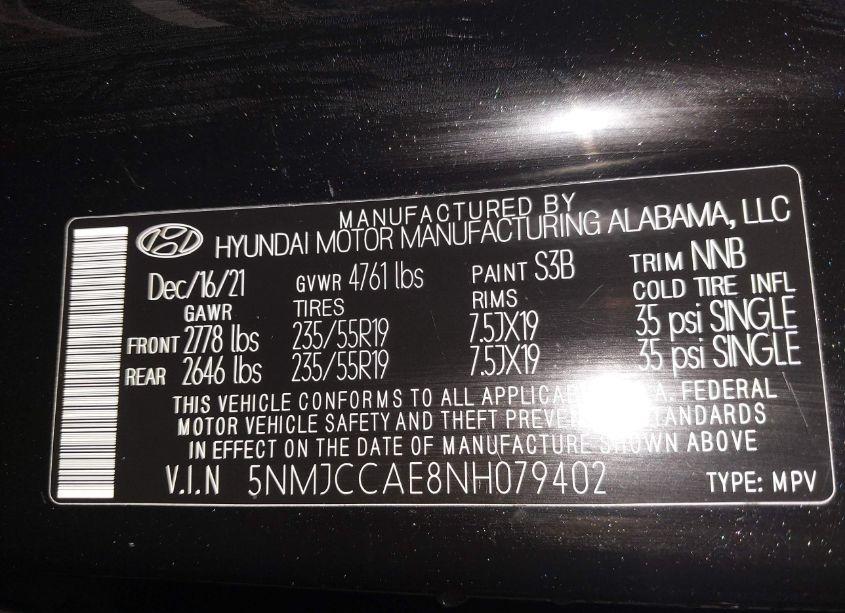 MANUFACTURED BY
HYUNDAI MOTOR MANUFACTURING ALABAMA, LLC
Dec/16/21 GVWR 4761 lbs PAINT S3B TRIM NNB
GAWR TIRES RIMS COLD TIRE INFL
FRONT 2778 lbs 235/55R19 7.5JX19 35 psi SINGLE
REAR 2646 lbs 235/55R19 7.5JX19 35 psi SINGLE
THIS VEHICLE CONFORMS TO ALL FEDERAL
MOTOR VEHICLE SAFETY AND THEFT STANDARDS
IN EFFECT ON THE DATE OF MANUFACTURE SHOWN ABOVE
V.I.N 5NMJCCAE8NH079402 TYPE: MPV